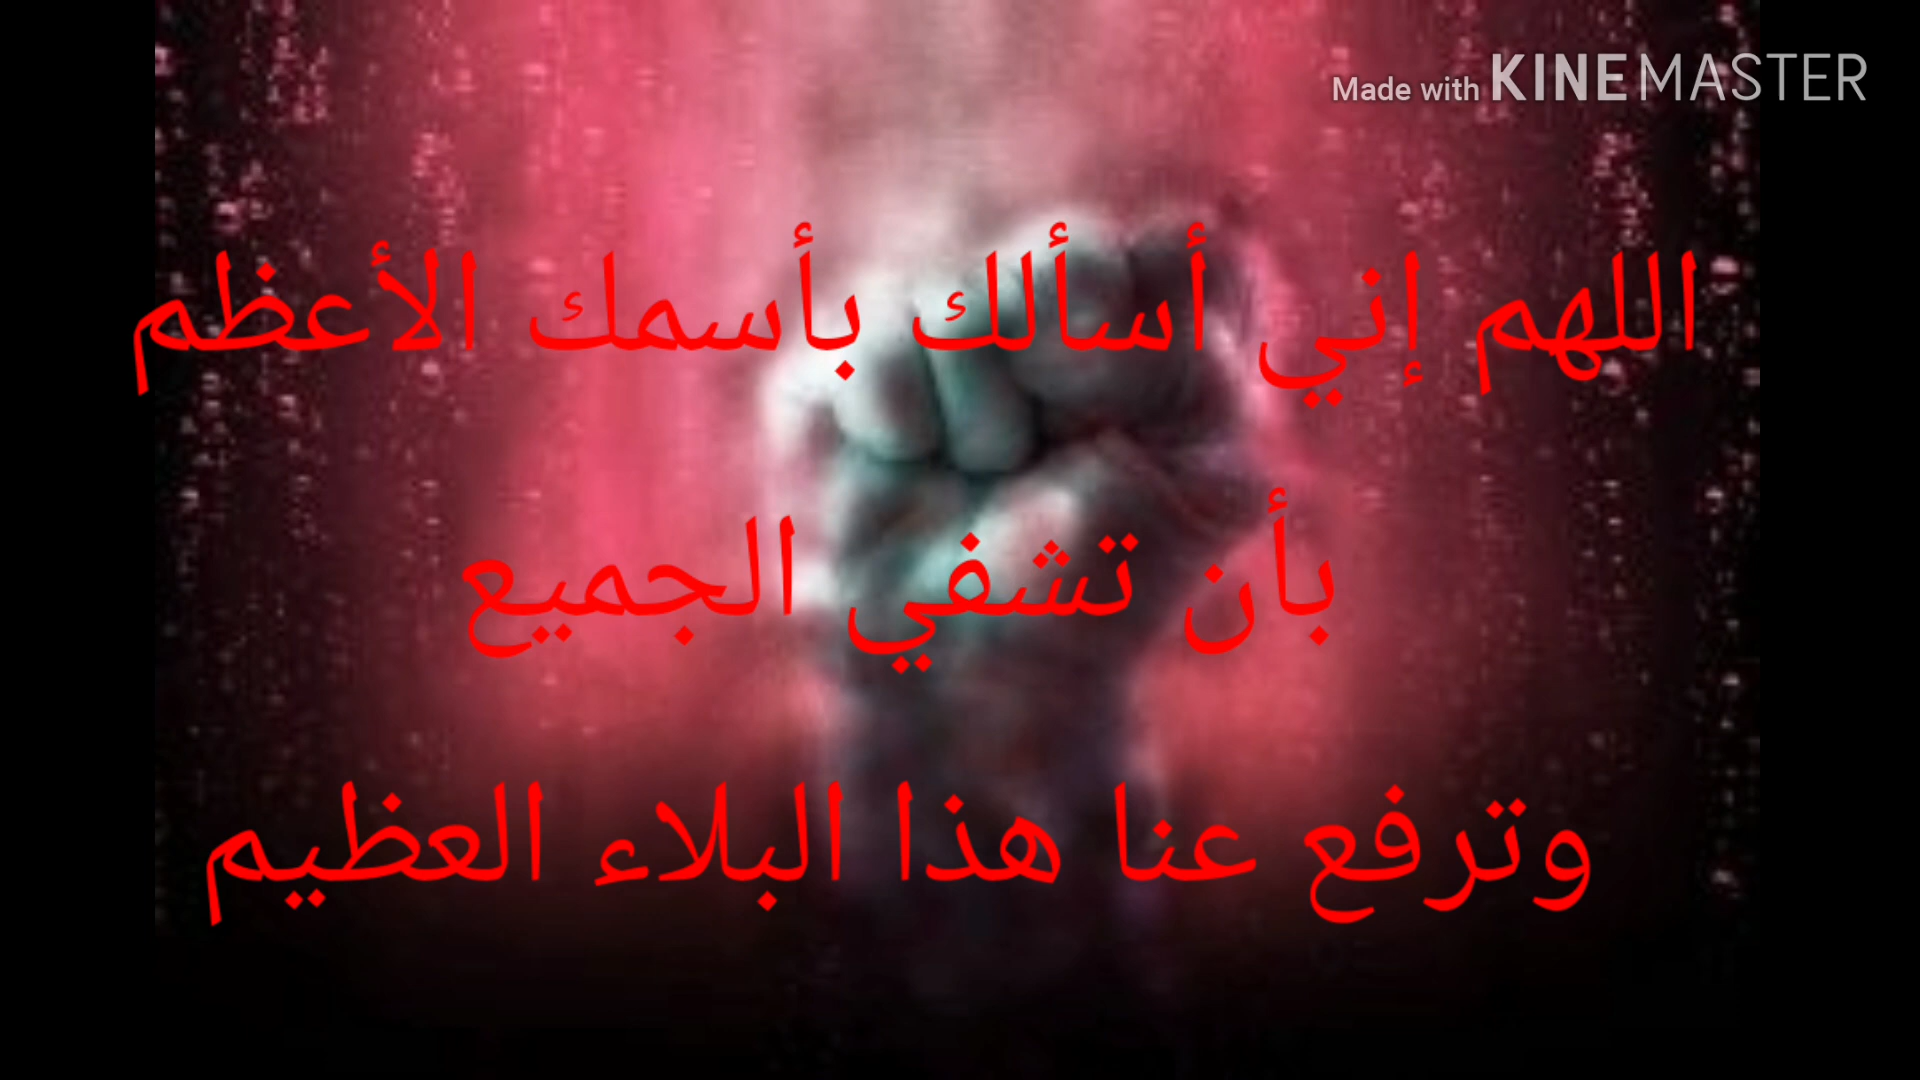 Made with KINEMASTER
اللهم إني أسألك بأسمك الأعظم
بأن تشفي الجميع
وترفع عنا هذا البلاء العظيم